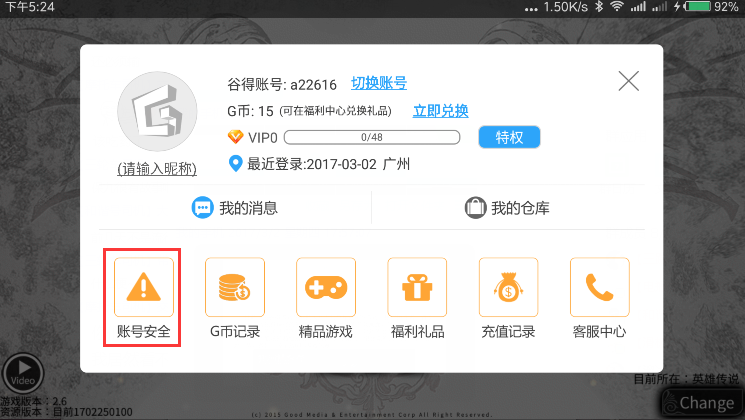 下午5:24
... 1.50K/s 92%
谷得账号: a22616 切换账号
G币: 15 (可在福利中心兑换礼品) 立即兑换
VIP0 0/48 特权
(请输入昵称)
最近登录:2017-03-02 广州
我的消息 我的仓库
账号安全 G币记录 精品游戏 福利礼品 充值记录 客服中心
Video
目前所在：英雄传说
游戏版本：2.6
资源版本：目前1702250100
(c) 2015 Good Media & Entertainment Corp All Right Reserved.
Change